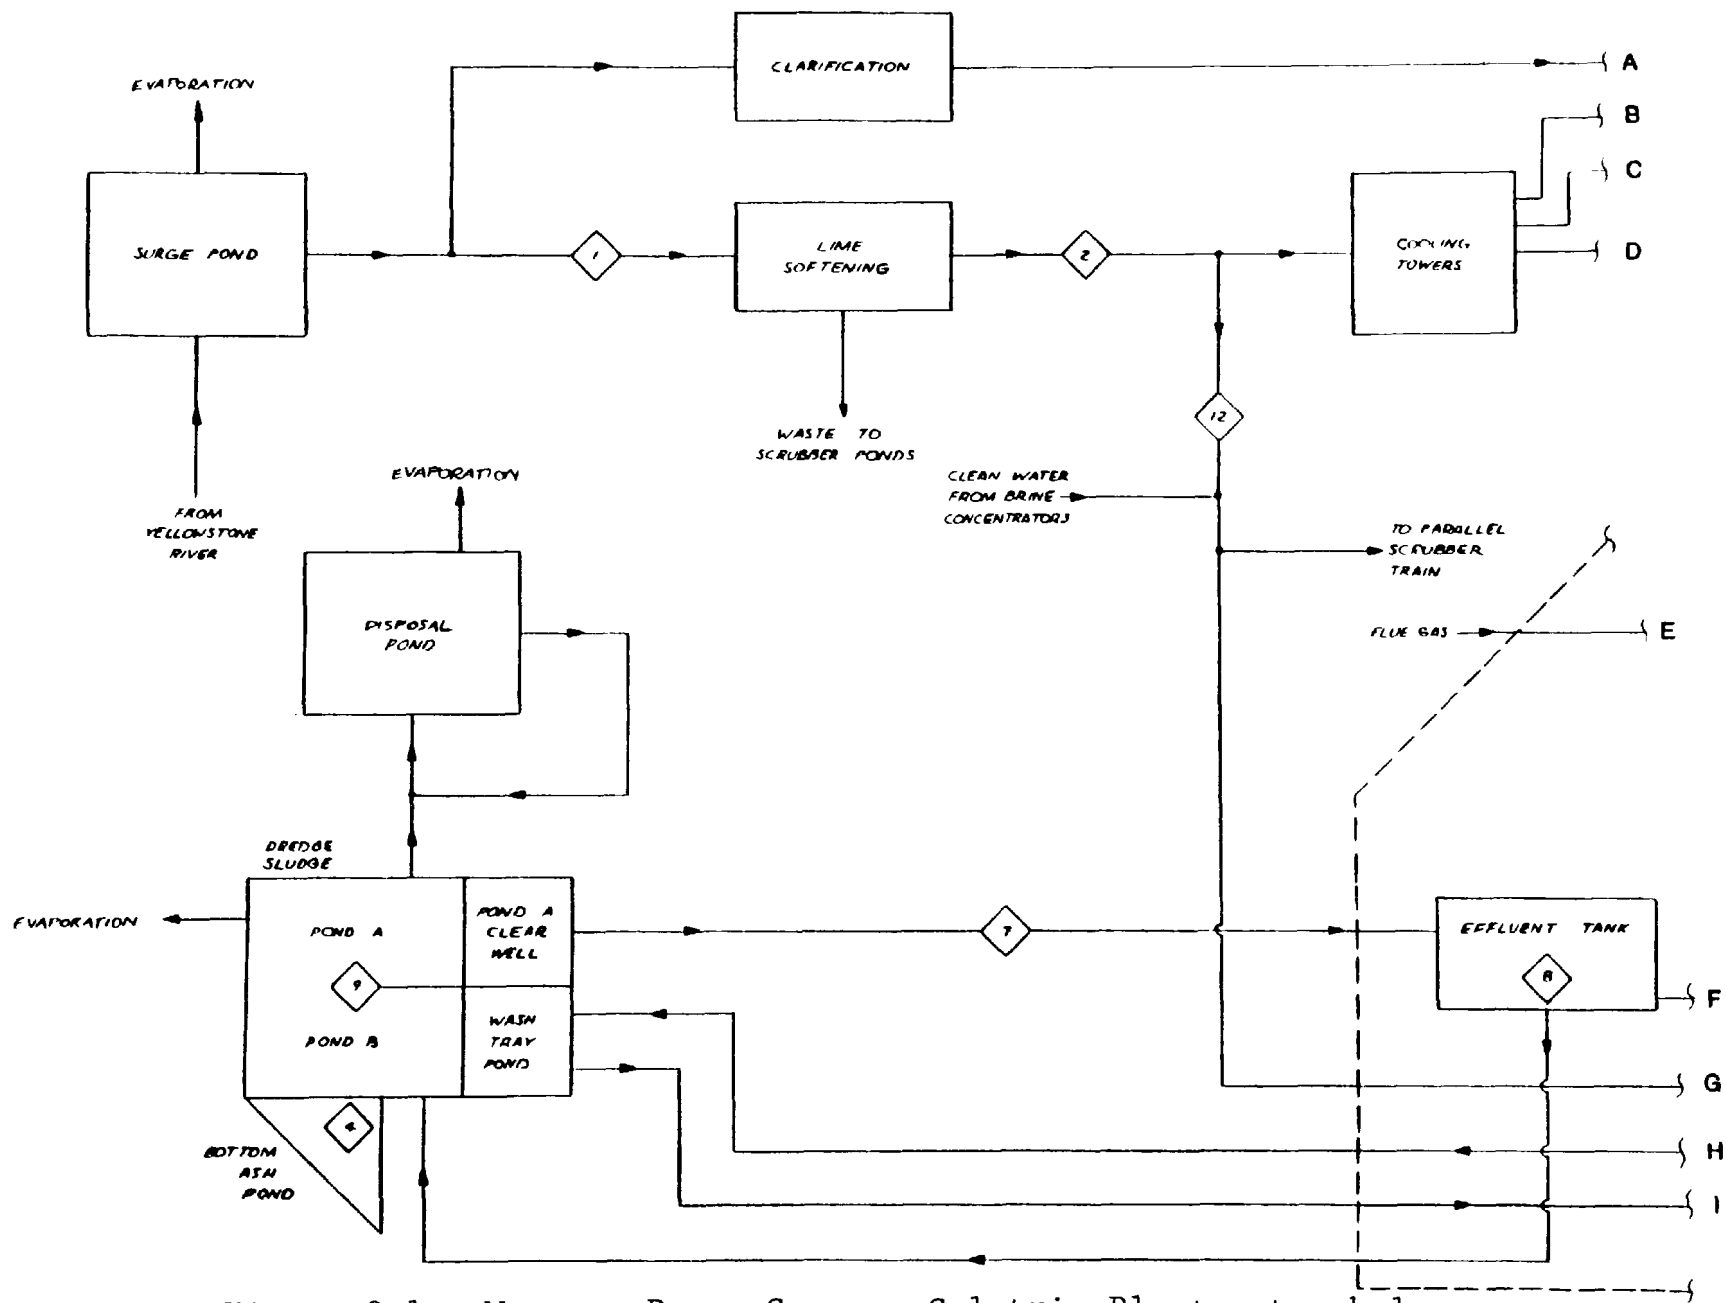 CLARIFICATION
A
EVAPORATION
B
C
SURGE POND
1
LIME
SOFTENING
2
COOLING
TOWERS
D
12
WASTE TO
SCRUBBER PONDS
EVAPORATION
CLEAN WATER
FROM BRINE
CONCENTRATORS
FROM
YELLOWSTONE
RIVER
TO PARALLEL
SCRUBBER
TRAIN
DISPOSAL
POND
FLUE GAS
E
DREDGE
SLUDGE
EVAPORATION
POND A
POND A
CLEAR
WELL
7
EFFLUENT TANK
8
9
F
POND B
WASH
TRAY
POND
G
4
BOTTOM
ASH
POND
H
I